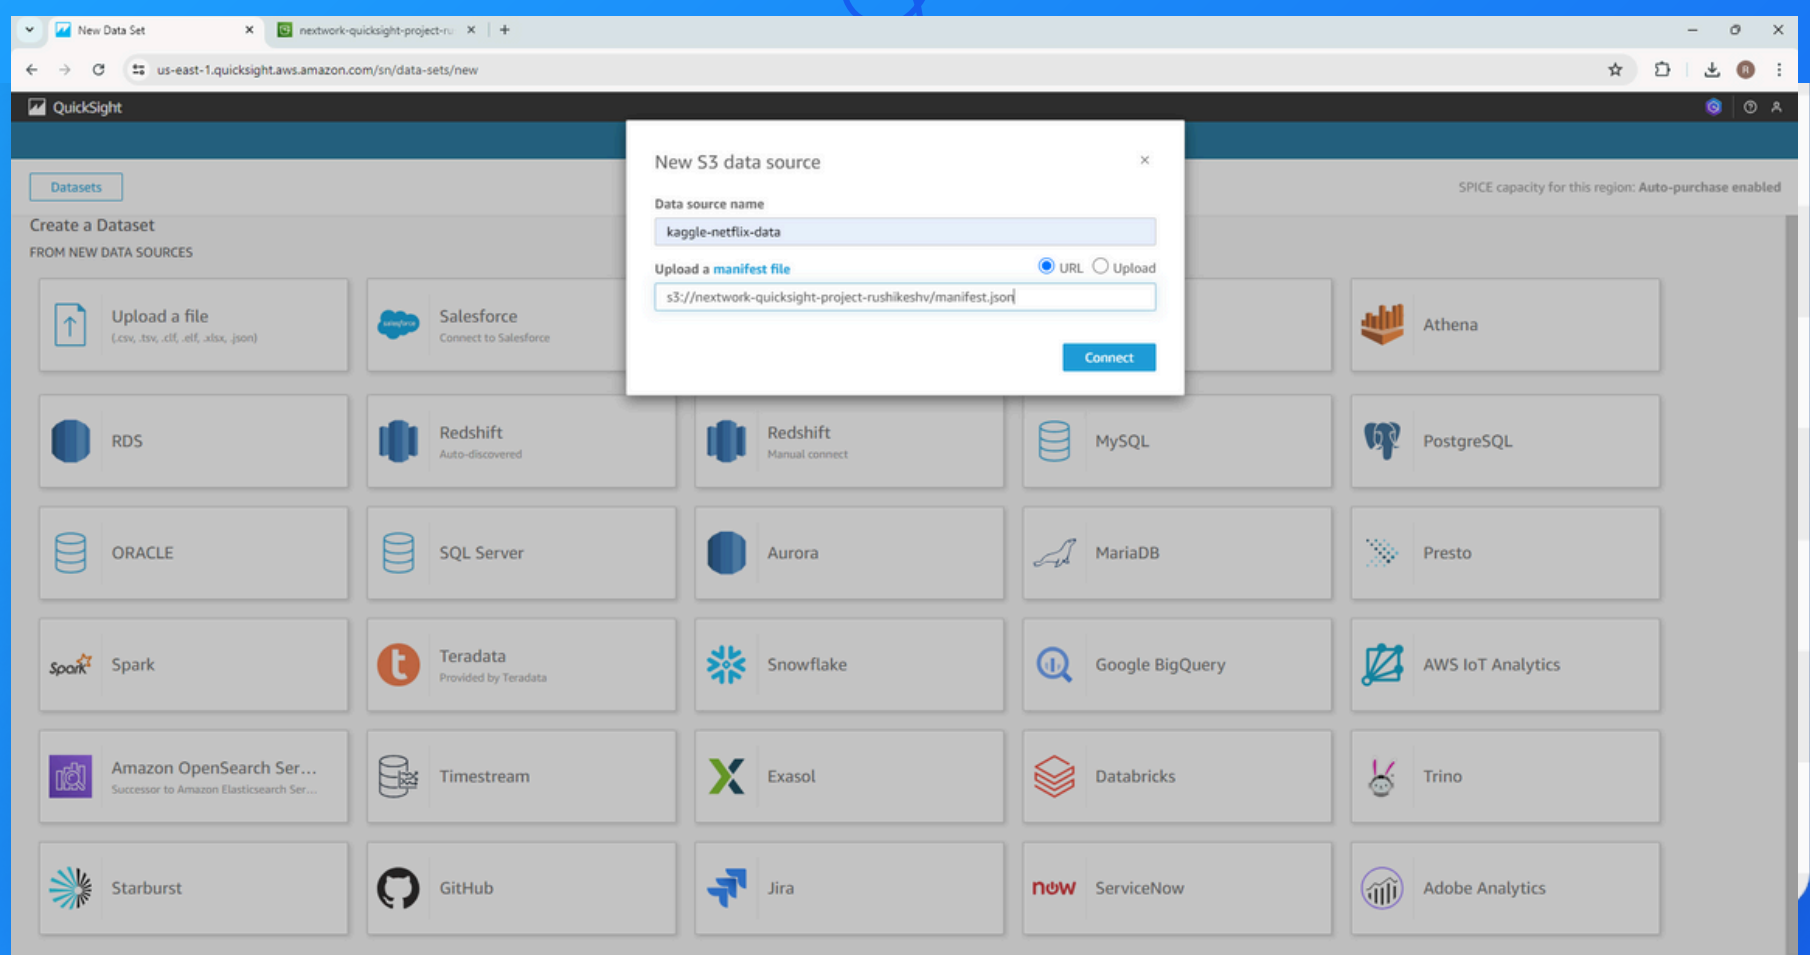 New Data Set
nextwork-quicksight-project-ru
us-east-1.quicksight.aws.amazon.com/sn/data-sets/new
R
QuickSight
New S3 data source
Data source name
kaggle-netflix-data
Upload a manifest file
URL
Upload
s3://nextwork-quicksight-project-rushikeshv/manifest.json
Connect
Datasets
SPICE capacity for this region: Auto-purchase enabled
Create a Dataset
FROM NEW DATA SOURCES
Upload a file
(.csv, .tsv, .clf, .elf, .xlsx, .json)
salesforce
Salesforce
Connect to Salesforce
Athena
RDS
Redshift
Auto-discovered
Redshift
Manual connect
MySQL
PostgreSQL
ORACLE
SQL Server
Aurora
MariaDB
Presto
Spark
Spark
t
Teradata
Provided by Teradata
Snowflake
Google BigQuery
AWS IoT Analytics
Amazon OpenSearch Ser...
Successor to Amazon Elasticsearch Ser...
Timestream
Exasol
Databricks
Trino
Starburst
GitHub
Jira
now
ServiceNow
Adobe Analytics